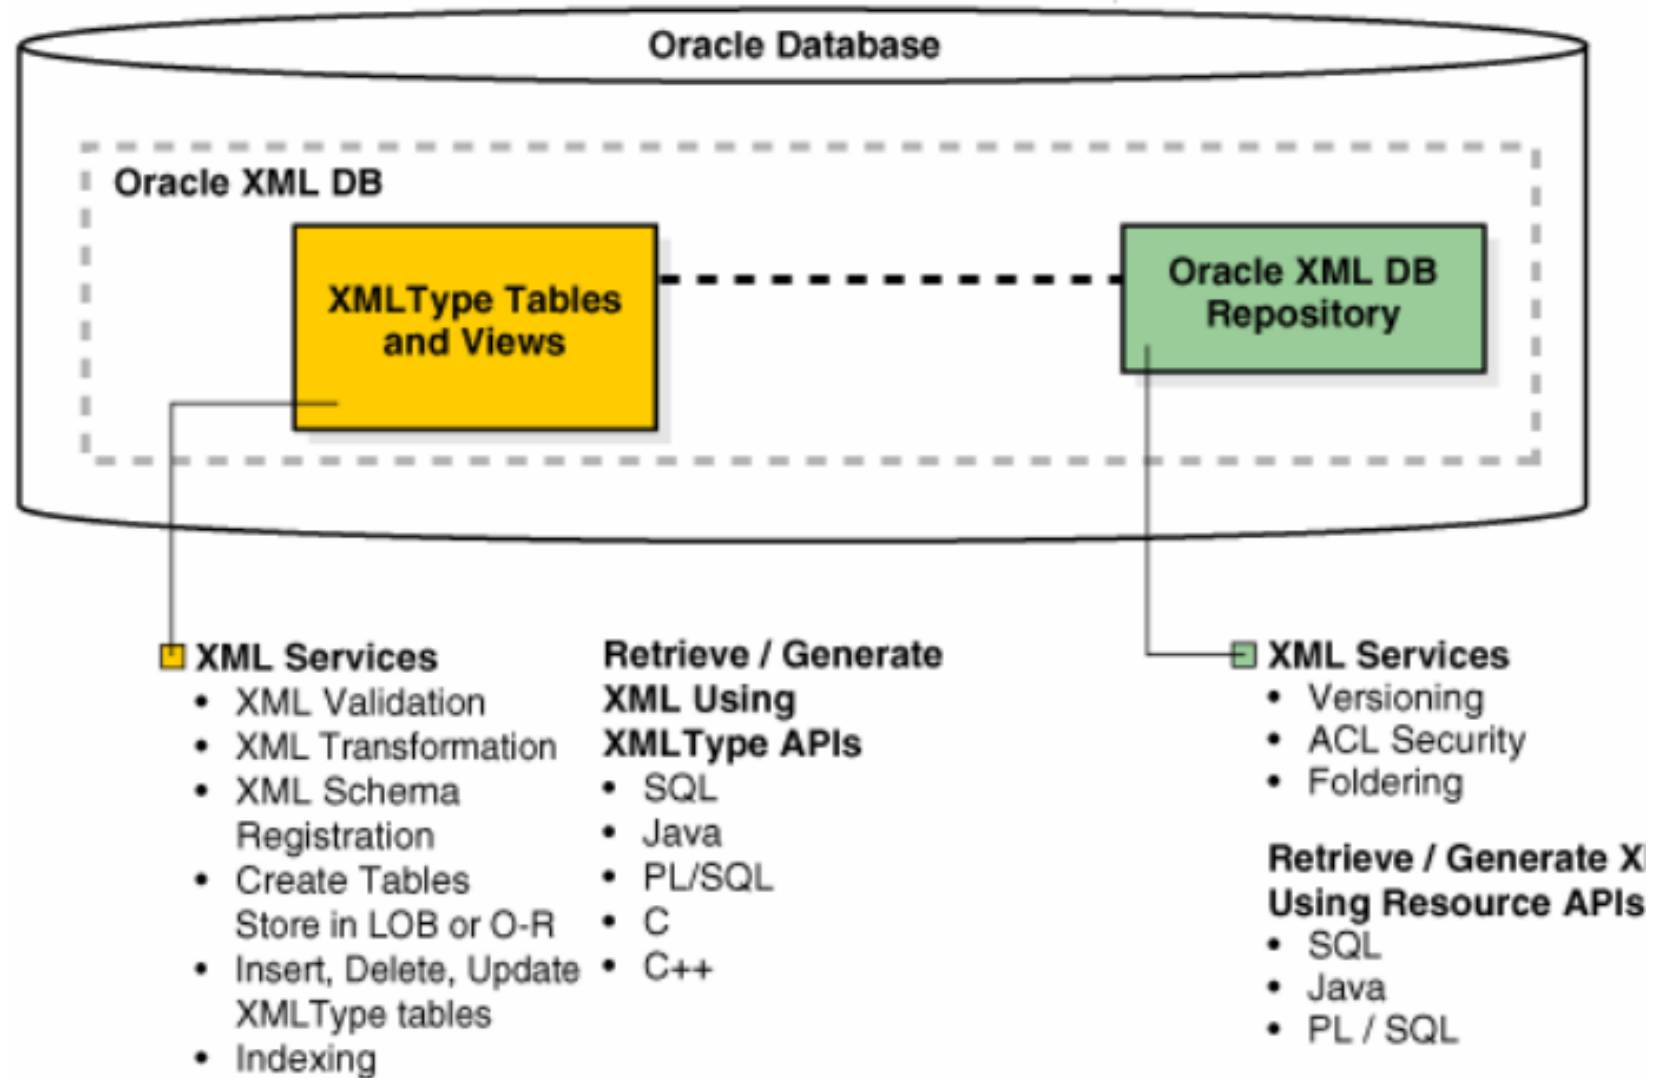 Oracle Database
Oracle XML DB
XMLType Tables
and Views
Oracle XML DB
Repository
XML Services
• XML Validation
• XML Transformation
• XML Schema
Registration
• Create Tables
Store in LOB or O-R
• Insert, Delete, Update
XMLType tables
• Indexing
Retrieve / Generate
XML Using
XMLType APIs
• SQL
• Java
• PL/SQL
• C
• C++
XML Services
• Versioning
• ACL Security
• Foldering
Retrieve / Generate
Using Resource APIs
• SQL
• Java
• PL / SQL